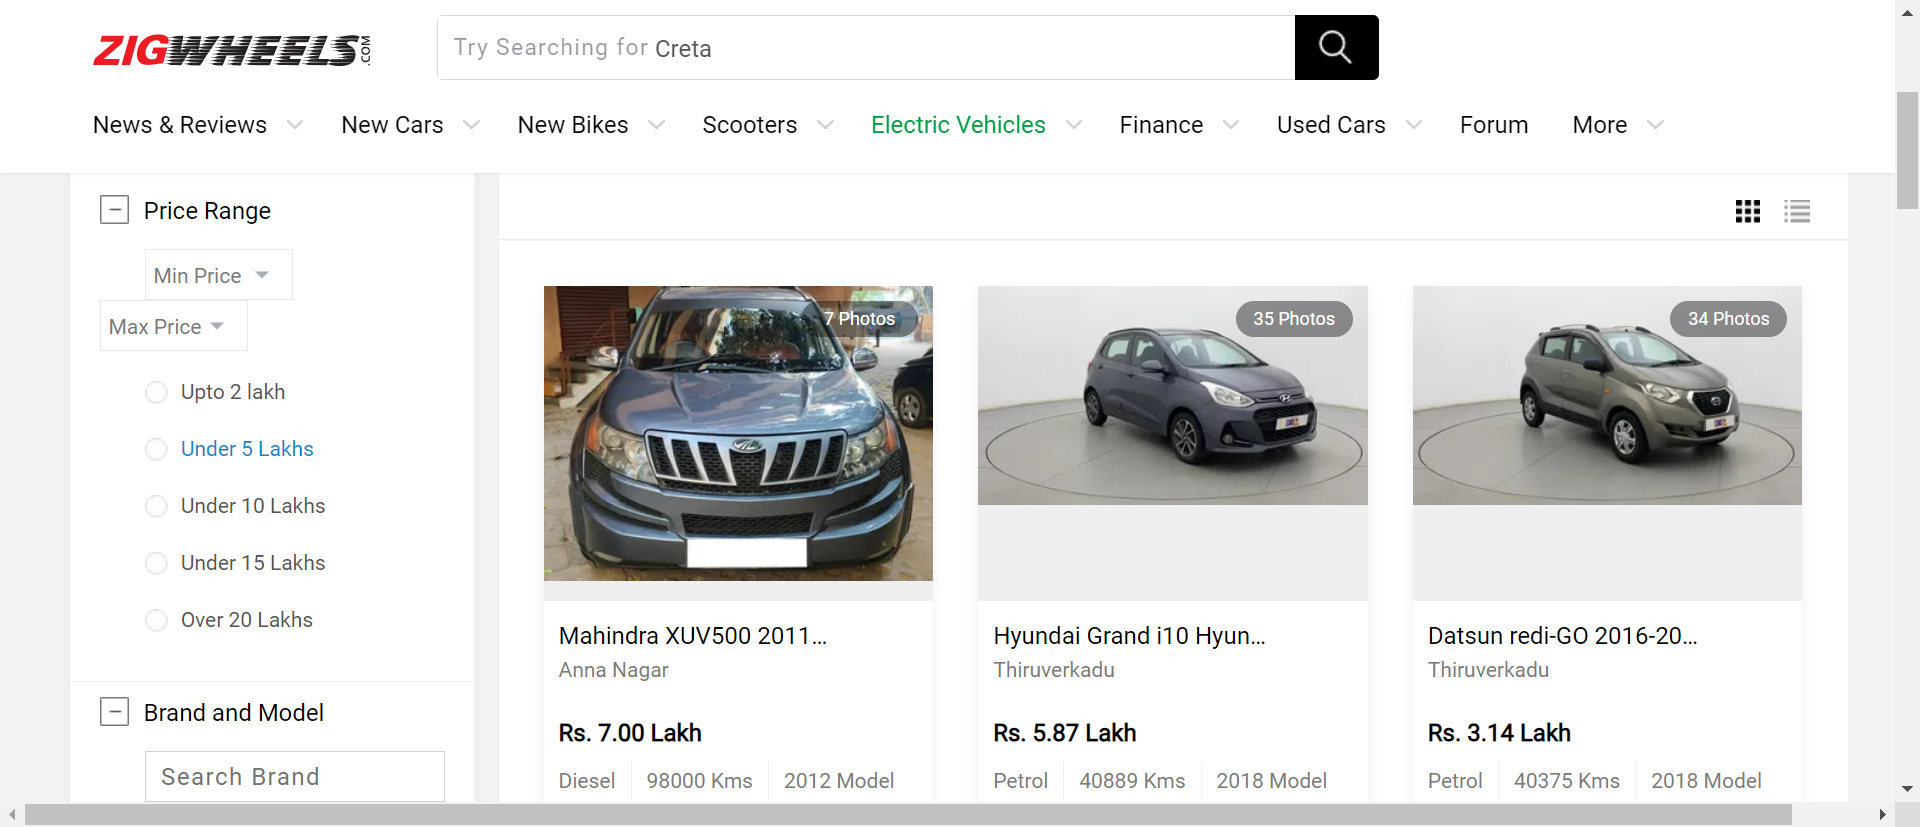 ZIGWHEELS.COM
Try Searching for Creta
News & Reviews New Cars New Bikes Scooters Electric Vehicles Finance Used Cars Forum More
Price Range
Min Price
Max Price
Upto 2 lakh
Under 5 Lakhs
Under 10 Lakhs
Under 15 Lakhs
Over 20 Lakhs
Brand and Model
Search Brand
7 Photos
Mahindra XUV500 2011...
Anna Nagar
Rs. 7.00 Lakh
Diesel 98000 Kms 2012 Model
35 Photos
Hyundai Grand i10 Hyun...
Thiruverkadu
Rs. 5.87 Lakh
Petrol 40889 Kms 2018 Model
34 Photos
Datsun redi-GO 2016-20...
Thiruverkadu
Rs. 3.14 Lakh
Petrol 40375 Kms 2018 Model